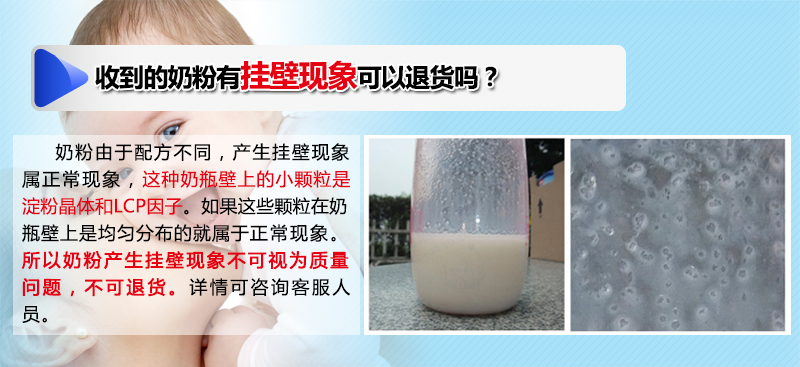 收到的奶粉有挂壁现象可以退货吗？
奶粉由于配方不同，产生挂壁现象
属正常现象，这种奶瓶壁上的小颗粒是
淀粉晶体和LCP因子。如果这些颗粒在奶
瓶壁上是均匀分布的就属于正常现象。
所以奶粉产生挂壁现象不可视为质量
问题，不可退货。详情可咨询客服人
员。